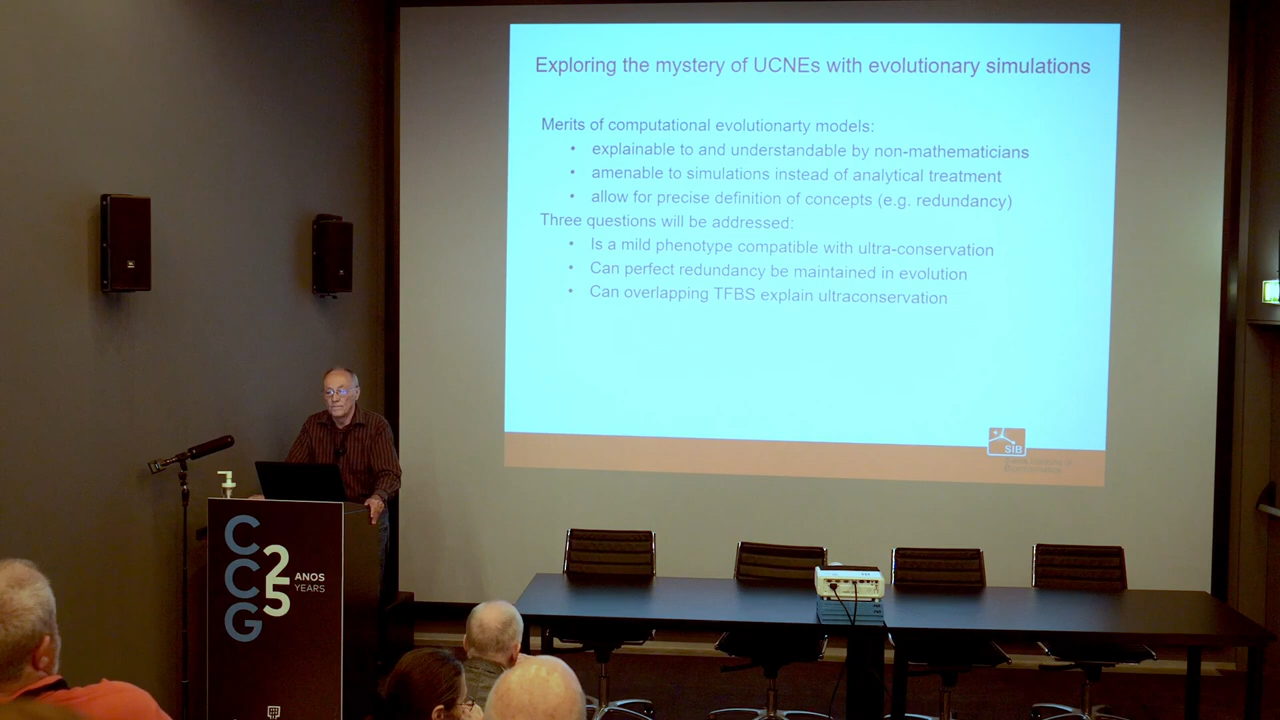 Exploring the mystery of UCNEs with evolutionary simulations
Merits of computational evolutionarty models:
• explainable to and understandable by non-mathematicians
• amenable to simulations instead of analytical treatment
• allow for precise definition of concepts (e.g. redundancy)
Three questions will be addressed:
• Is a mild phenotype compatible with ultra-conservation
• Can perfect redundancy be maintained in evolution
• Can overlapping TFBS explain ultraconservation
SIB
CCG
25
ANOS
YEARS